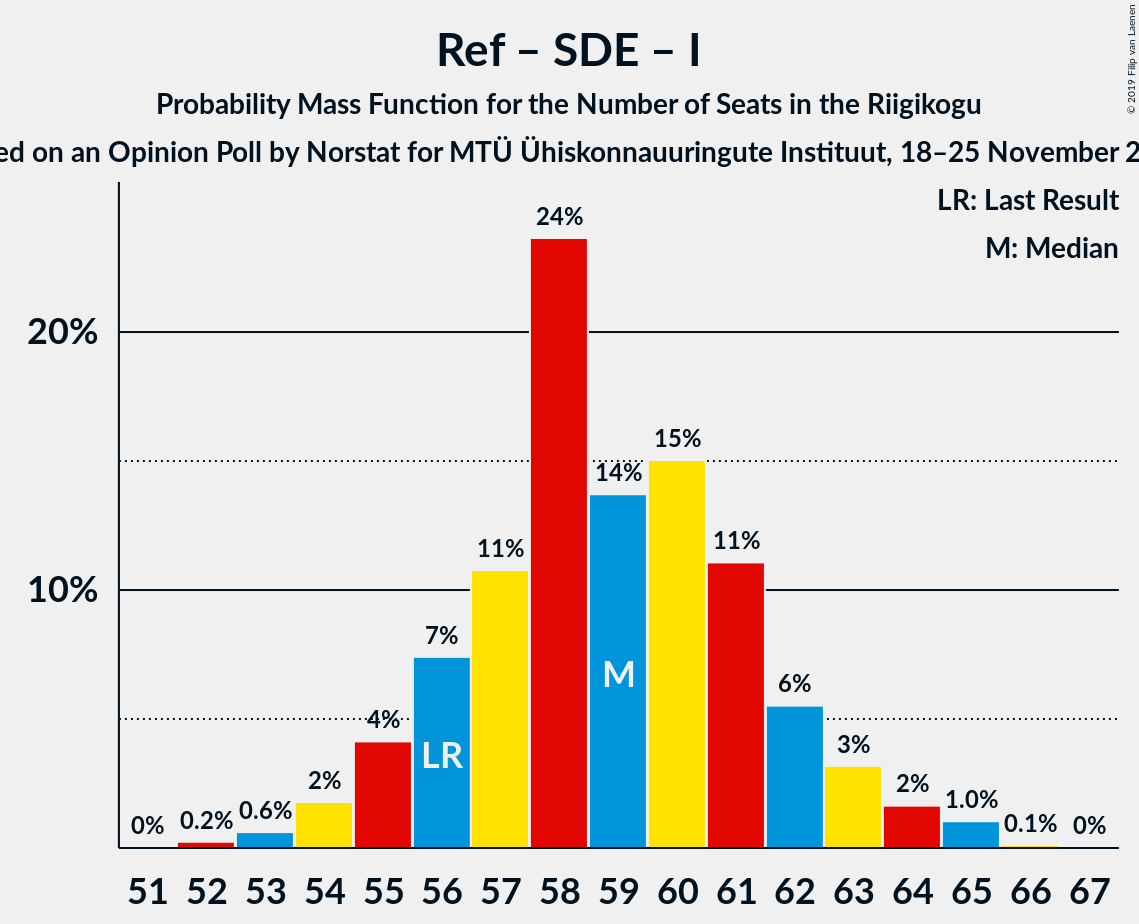 Ref – SDE – I
Probability Mass Function for the Number of Seats in the Riigikogu
on an Opinion Poll by Norstat for MTÜ Ühiskonnauuringute Instituut, 18–25 November
© 2019 Filip van Laenen
LR: Last Result
M: Median
20%
10%
0%
0.2%
0.6%
2%
4%
7%
11%
24%
14%
15%
11%
6%
3%
2%
1.0%
0.1%
0%
LR
M
51 52 53 54 55 56 57 58 59 60 61 62 63 64 65 66 67